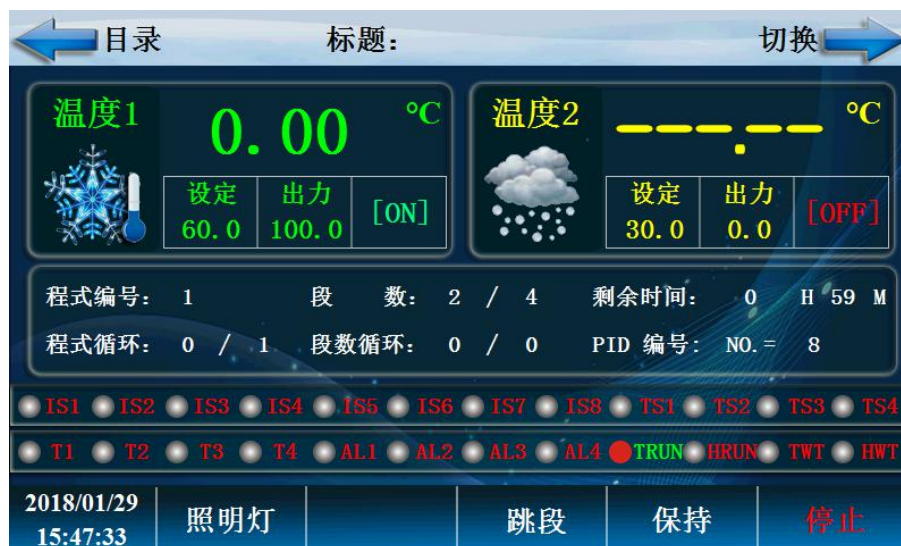 目录 标题： 切换
温度1 0.00 ℃
设定 出力 [ON]
60.0 100.0
温度2 ---.-- ℃
设定 出力 [OFF]
30.0 0.0
程式编号： 1 段 数： 2 / 4 剩余时间： 0 H 59 M
程式循环： 0 / 1 段数循环： 0 / 0 PID 编号： NO.= 8
IS1 IS2 IS3 IS4 IS5 IS6 IS7 IS8 TS1 TS2 TS3 TS4
T1 T2 T3 T4 AL1 AL2 AL3 AL4 TRUN HRUN TWT HWT
2018/01/29
15:47:33
照明灯 跳段 保持 停止